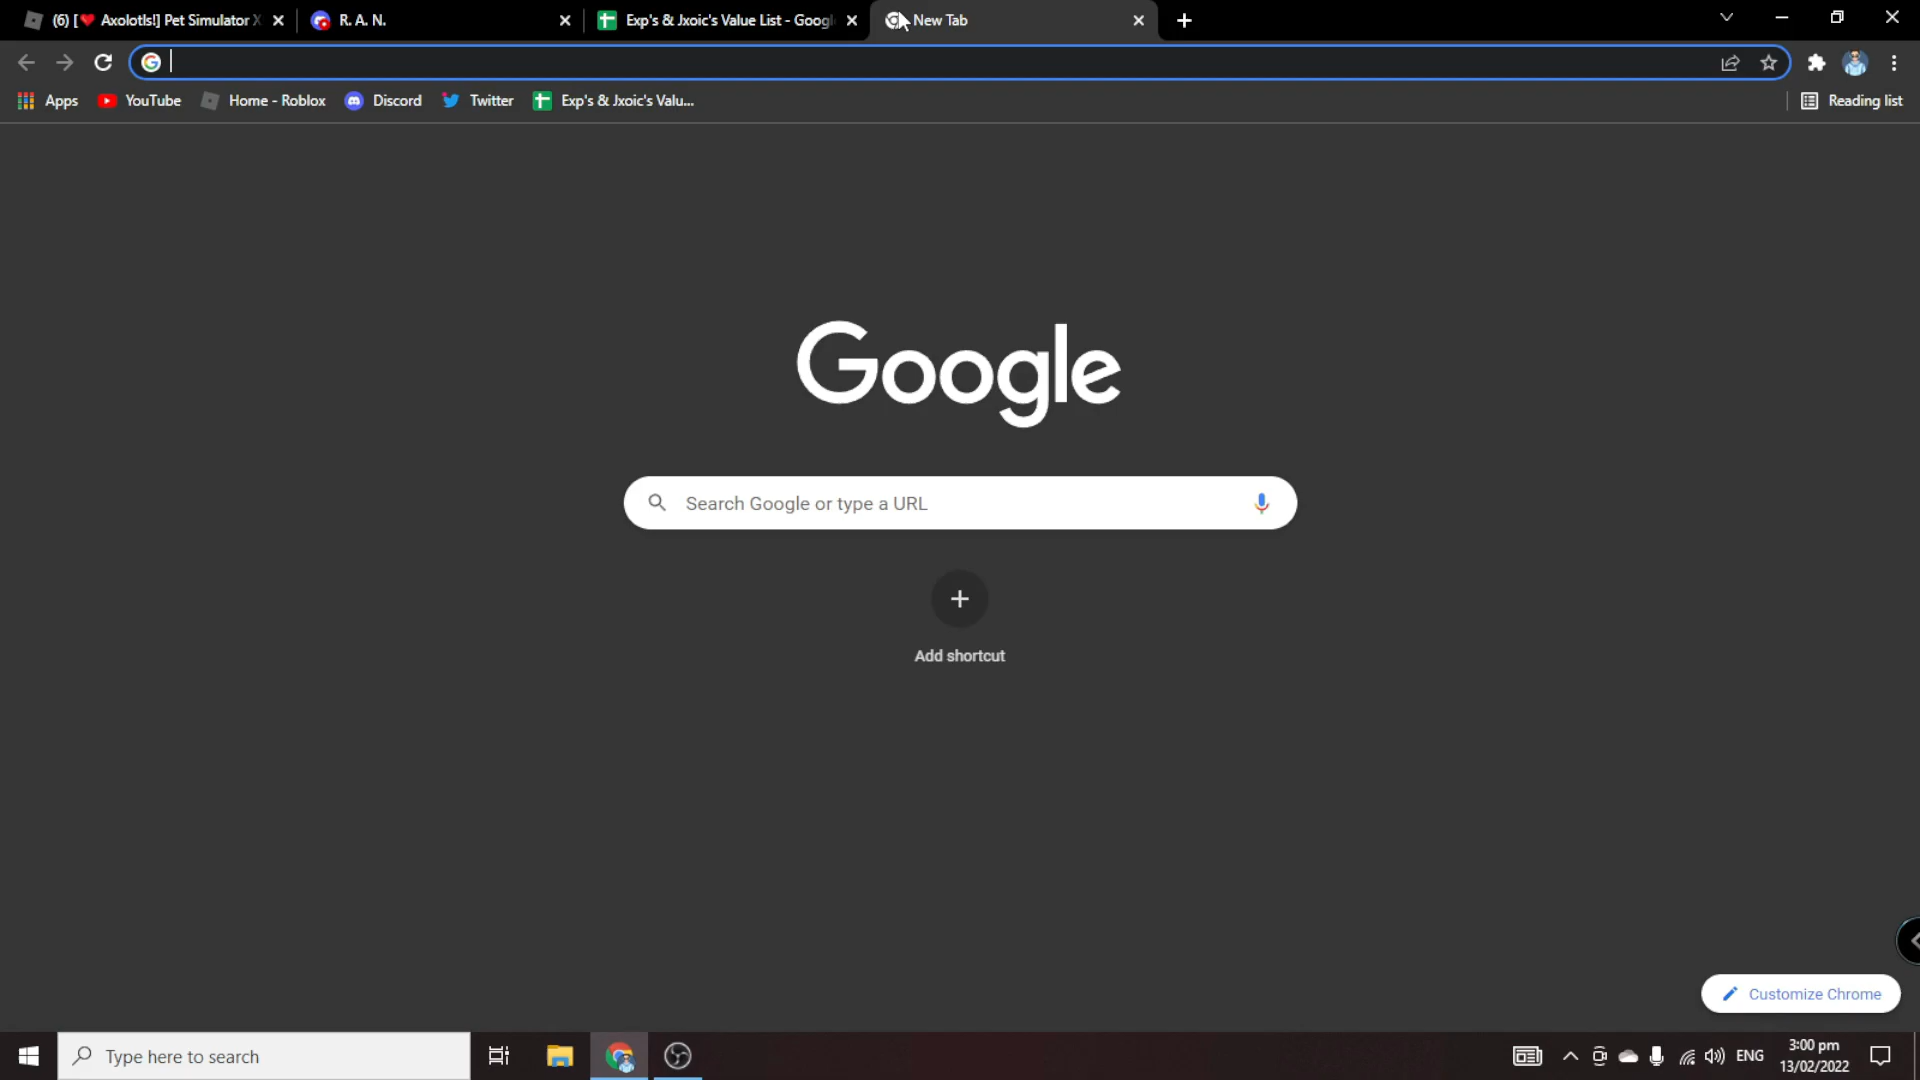 (6) [❤ Axolotls!] Pet Simulator X
R. A. N.
Exp's & Jxoic's Value List - Googl
New Tab
Apps
YouTube
Home - Roblox
Discord
Twitter
Exp's & Jxoic's Valu...
Reading list
Google
Search Google or type a URL
Add shortcut
Customize Chrome
Type here to search
ENG
3:00 pm
13/02/2022